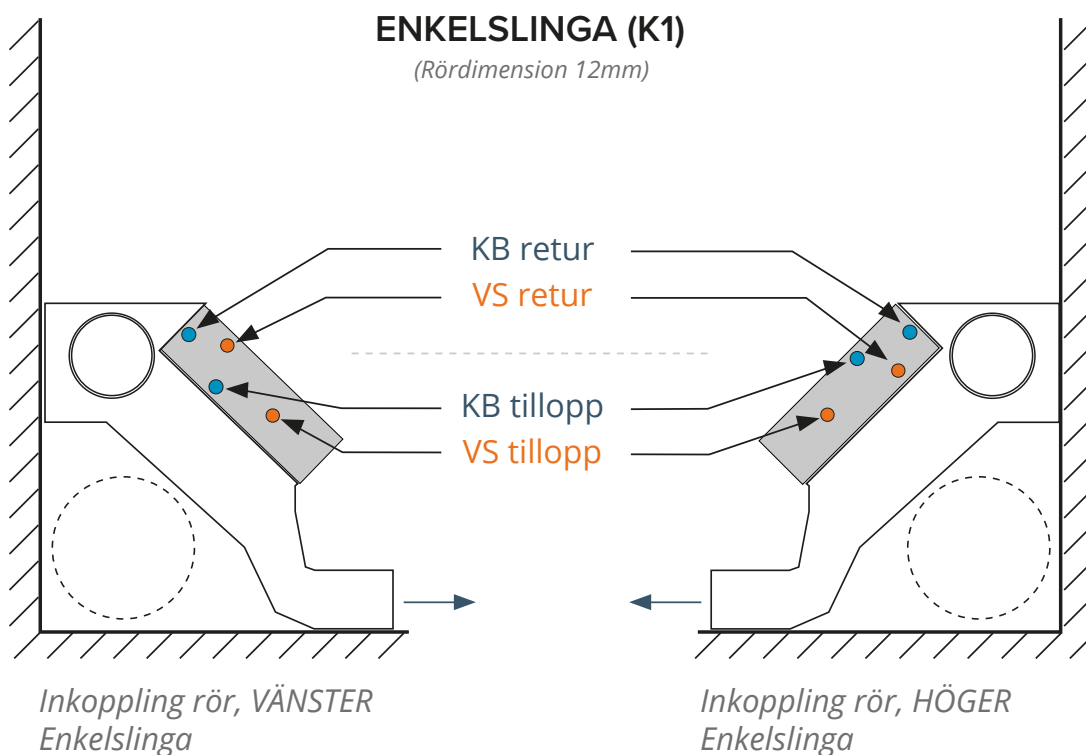 ENKELSLINGA (K1)
(Rördimension 12mm)
KB retur
VS retur
KB tillopp
VS tillopp
Inkoppling rör, VÄNSTER
Enkelslinga
Inkoppling rör, HÖGER
Enkelslinga